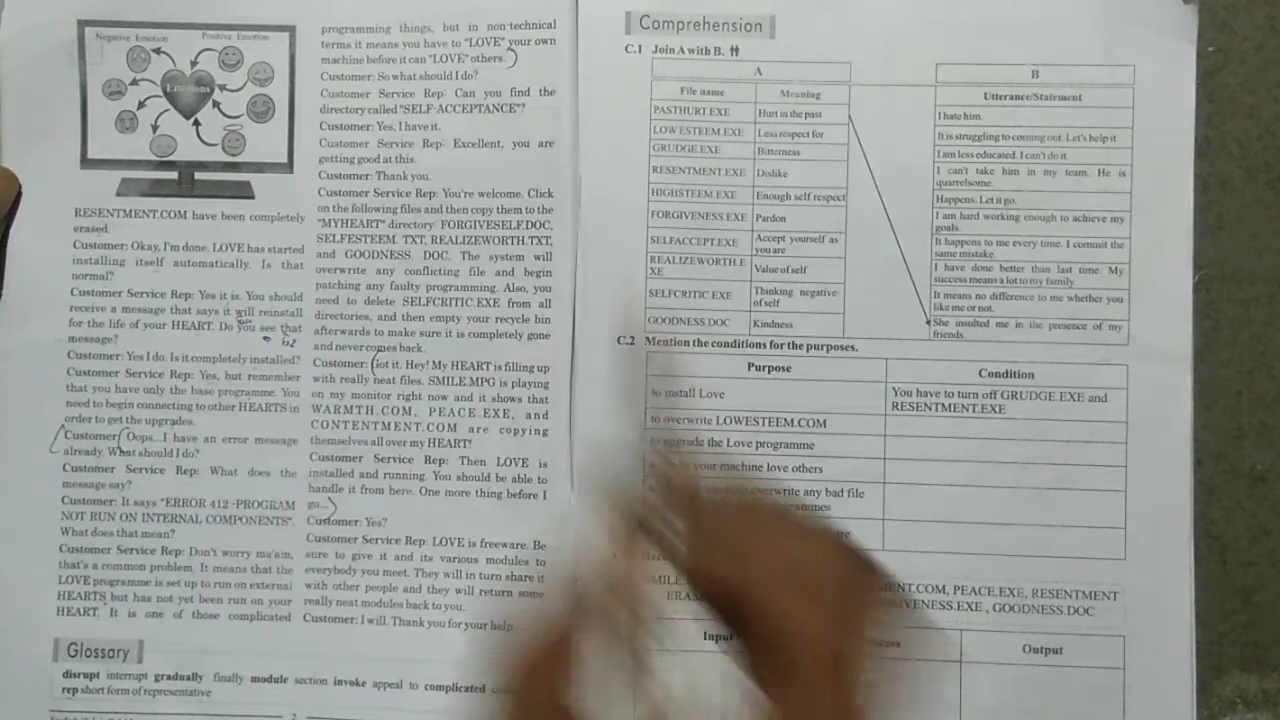 Negative Emotion
Positive Emotion
Emotions
RESENTMENT.COM have been completely
erased.
Customer: Okay, I'm done. LOVE has started
installing itself automatically. Is that
normal?
Customer Service Rep: Yes it is. You should
receive a message that says it will reinstall
for the life of your HEART. Do you see that
message?
Customer: Yes I do. Is it completely installed?
Customer Service Rep: Yes, but remember
that you have only the base programme. You
need to begin connecting to other HEARTS in
order to get the upgrades.
Customer: Oops...I have an error message
already. What should I do?
Customer Service Rep: What does the
message say?
Customer: It says "ERROR 412 -PROGRAM
NOT RUN ON INTERNAL COMPONENTS".
What does that mean?
Customer Service Rep: Don't worry ma'am,
that's a common problem. It means that the
LOVE programme is set up to run on external
HEARTS but has not yet been run on your
HEART. It is one of those complicated
programming things, but in non-technical
terms it means you have to "LOVE" your own
machine before it can "LOVE" others.
Customer: So what should I do?
Customer Service Rep: Can you find the
directory called "SELF-ACCEPTANCE"?
Customer: Yes, I have it.
Customer Service Rep: Excellent, you are
getting good at this.
Customer: Thank you.
Customer Service Rep: You're welcome. Click
on the following files and then copy them to the
"MYHEART" directory: FORGIVESELF.DOC,
SELFESTEEM. TXT, REALIZEWORTH.TXT,
and GOODNESS. DOC. The system will
overwrite any conflicting file and begin
patching any faulty programming. Also, you
need to delete SELFCRITIC.EXE from all
directories, and then empty your recycle bin
afterwards to make sure it is completely gone
and never comes back.
Customer: Got it. Hey! My HEART is filling up
with really neat files. SMILE.MPG is playing
on my monitor right now and it shows that
WARMTH.COM, PEACE.EXE, and
CONTENTMENT.COM are copying
themselves all over my HEART!
Customer Service Rep: Then LOVE is
installed and running. You should be able to
handle it from here. One more thing before I
go...
Customer: Yes?
Customer Service Rep: LOVE is freeware. Be
sure to give it and its various modules to
everybody you meet. They will in turn share it
with other people and they will return some
really neat modules back to you.
Customer: I will. Thank you for your help.
Glossary
disrupt interrupt gradually finally module section invoke appeal to complicated
rep short form of representative
2
Comprehension
C.1 Join A with B.
A
B
File name Meaning
Utterance/Statement
PASTHURT.EXE Hurt in the past
LOWESTEEM.EXE Less respect for
GRUDGE.EXE Bitterness
RESENTMENT.EXE Dislike
HIGHSTEEM.EXE Enough self respect
FORGIVENESS.EXE Pardon
SELFACCEPT.EXE Accept yourself as
you are
REALIZEWORTH.E
XE Value of self
SELFCRITIC.EXE Thinking negative
of self
GOODNESS.DOC Kindness
I hate him.
It is struggling to coming out. Let's help it.
I am less educated. I can't do it.
I can't take him in my team. He is
quarrelsome.
Happens. Let it go.
I am hard working enough to achieve my
goals.
It happens to me every time. I commit the
same mistake.
I have done better than last time. My
success means a lot to my family.
It means no difference to me whether you
like me or not.
She insulted me in the presence of my
friends.
C.2 Mention the conditions for the purposes.
Purpose Condition
to install Love You have to turn off GRUDGE.EXE and
RESENTMENT.EXE
to overwrite LOWESTEEM.COM
upgrade the Love programme
your machine love others
overwrite any bad file
PEACE.EXE, RESENTMENT
GOODNESS.DOC
Input Output